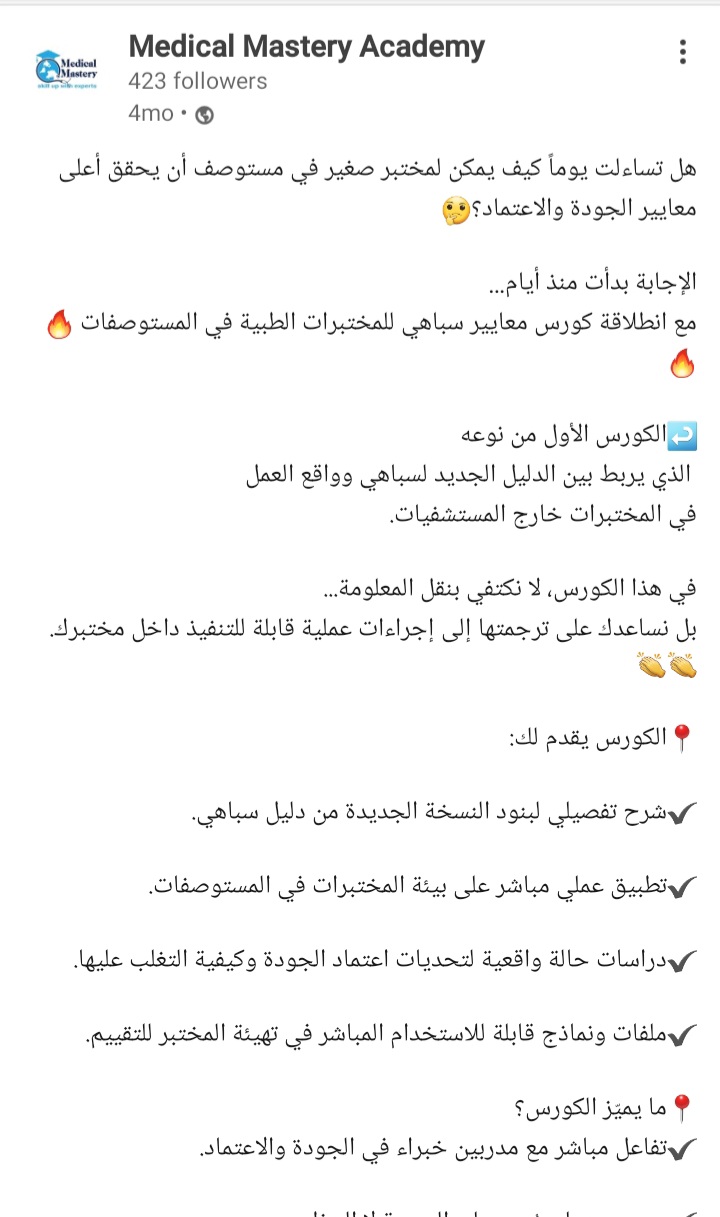 Medical Mastery Academy
Medical
Mastery
skill up with experts
423 followers
4mo •
هل تساءلت يوماً كيف يمكن لمختبر صغير في مستوصف أن يحقق أعلى
معايير الجودة والاعتماد؟🤔
الإجابة بدأت منذ أيام...
مع انطلاقة كورس معايير سباهي للمختبرات الطبية في المستوصفات 🔥
🔥
↩️الكورس الأول من نوعه
الذي يربط بين الدليل الجديد لسباهي وواقع العمل
في المختبرات خارج المستشفيات.
في هذا الكورس، لا نكتفي بنقل المعلومة...
بل نساعدك على ترجمتها إلى إجراءات عملية قابلة للتنفيذ داخل مختبرك.
👏👏
📍الكورس يقدم لك:
✔️شرح تفصيلي لبنود النسخة الجديدة من دليل سباهي.
✔️تطبيق عملي مباشر على بيئة المختبرات في المستوصفات.
✔️دراسات حالة واقعية لتحديات اعتماد الجودة وكيفية التغلب عليها.
✔️ملفات ونماذج قابلة للاستخدام المباشر في تهيئة المختبر للتقييم.
📍ما يميّز الكورس؟
✔️تفاعل مباشر مع مدربين خبراء في الجودة والاعتماد.